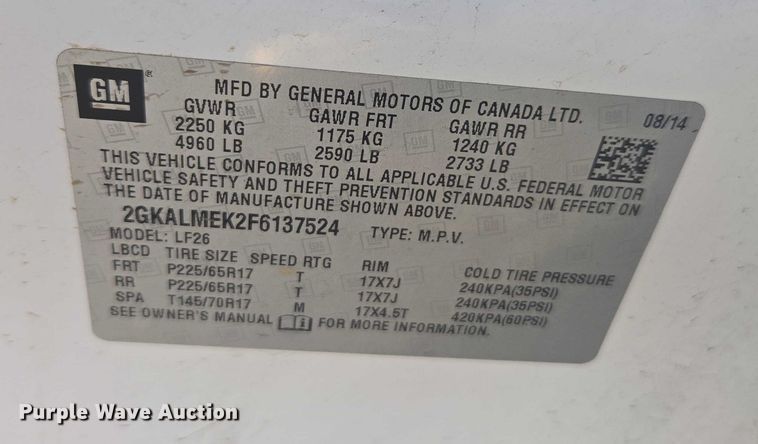 GM ®
MFD BY GENERAL MOTORS OF CANADA LTD. 08/14
GVWR GAWR FRT GAWR RR
2250 KG 1175 KG 1240 KG
4960 LB 2590 LB 2733 LB
THIS VEHICLE CONFORMS TO ALL APPLICABLE U.S. FEDERAL MOTOR
VEHICLE SAFETY AND THEFT PREVENTION STANDARDS IN EFFECT ON
THE DATE OF MANUFACTURE SHOWN ABOVE.
2GKALMEK2F6137524 TYPE: M.P.V.
MODEL: LF26
LBCD TIRE SIZE SPEED RTG RIM COLD TIRE PRESSURE
FRT P225/65R17 T 17X7J 240KPA(35PSI)
RR P225/65R17 T 17X7J 240KPA(35PSI)
SPA T145/70R17 M 17X4.5T 420KPA(60PSI)
SEE OWNER'S MANUAL i FOR MORE INFORMATION.
Purple Wave Auction